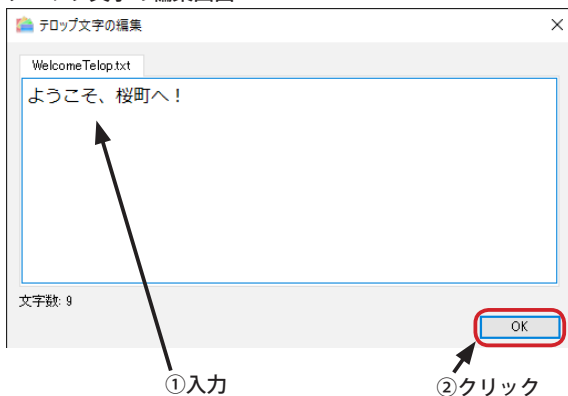 テロップ文字の編集
WelcomeTelop.txt
ようこそ、桜町へ！
文字数: 9
OK
①入力
②クリック